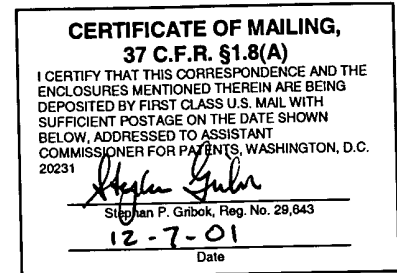 CERTIFICATE OF MAILING,
37 C.F.R. §1.8(A)
I CERTIFY THAT THIS CORRESPONDENCE AND THE
ENCLOSURES MENTIONED THEREIN ARE BEING
DEPOSITED BY FIRST CLASS U.S. MAIL WITH
SUFFICIENT POSTAGE ON THE DATE SHOWN
BELOW, ADDRESSED TO ASSISTANT
COMMISSIONER FOR PATENTS, WASHINGTON, D.C.
20231
Stephan Gribok
Stephan P. Gribok, Reg. No. 29,643
12-7-01
Date